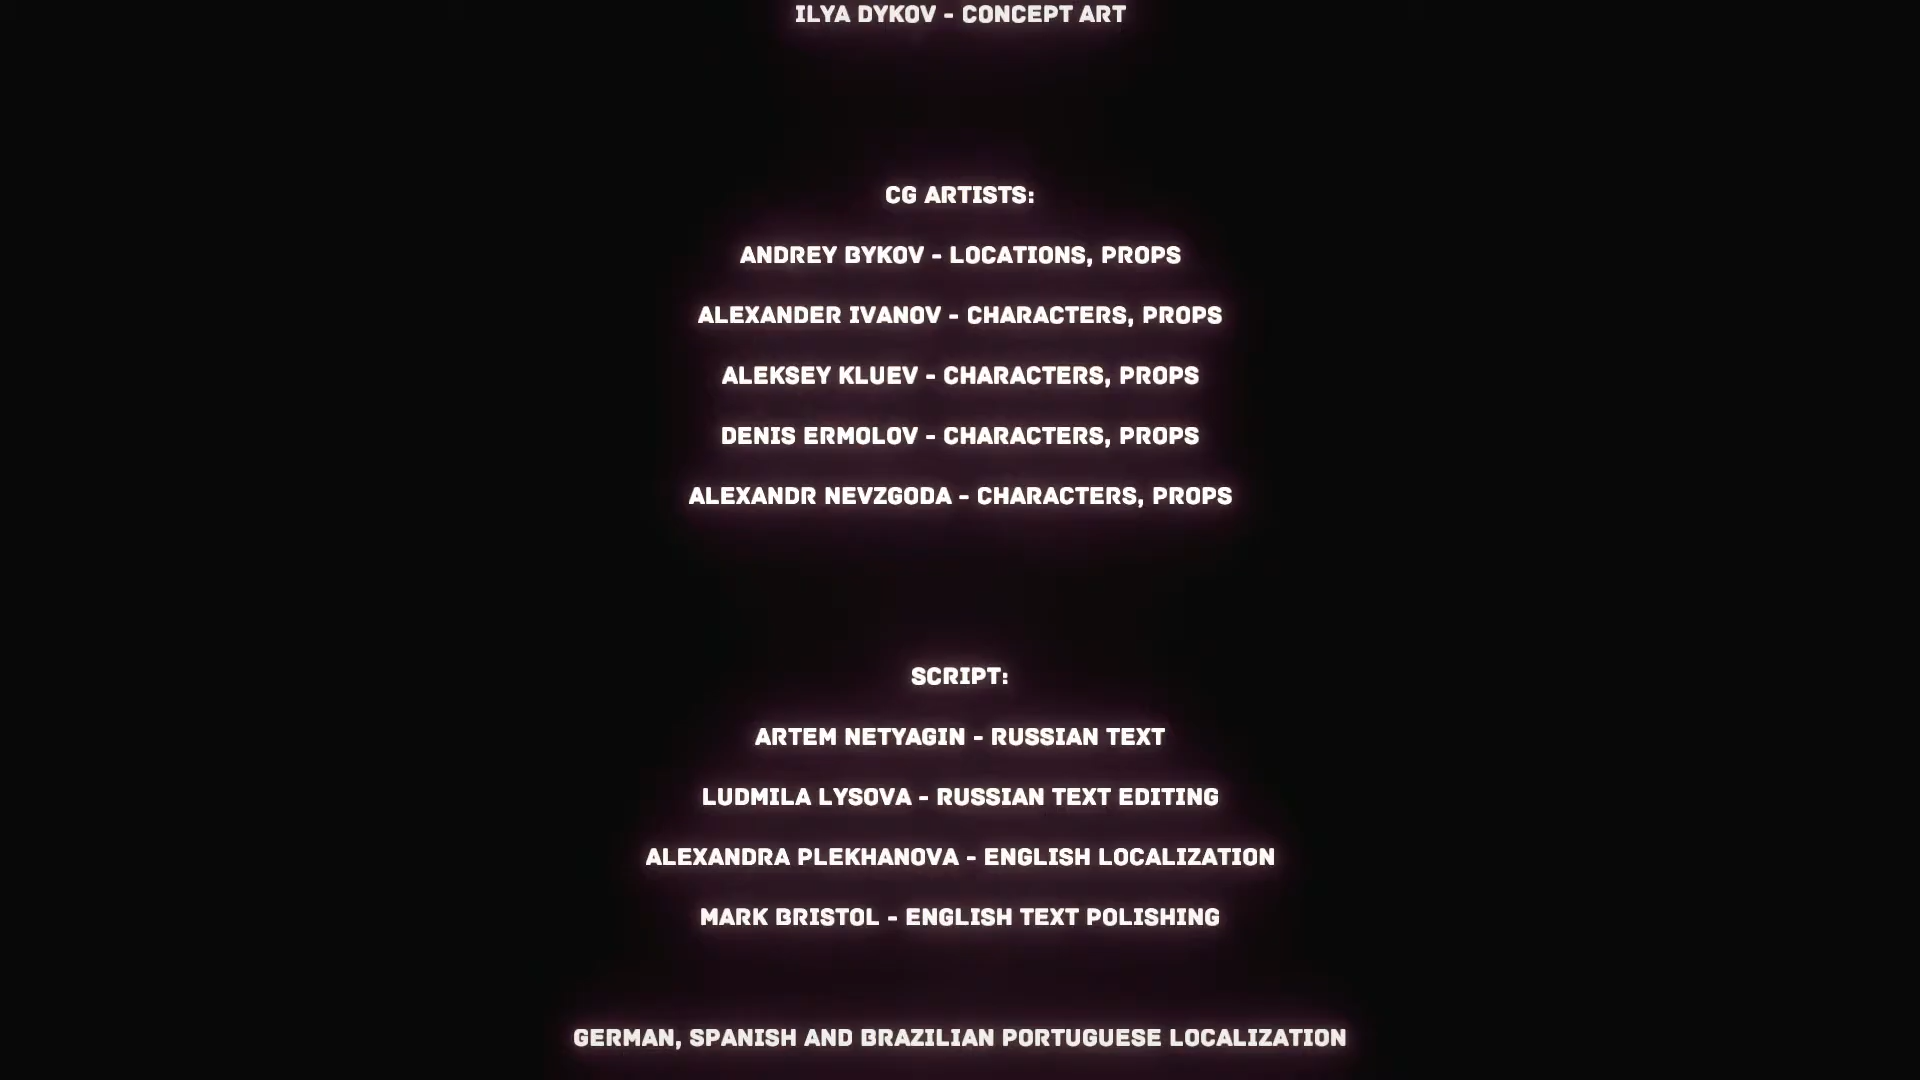 ILYA DYKOV - CONCEPT ART
CG ARTISTS:
ANDREY BYKOV - LOCATIONS, PROPS
ALEXANDER IVANOV - CHARACTERS, PROPS
ALEKSEY KLUEV - CHARACTERS, PROPS
DENIS ERMOLOV - CHARACTERS, PROPS
ALEXANDR NEVZGODA - CHARACTERS, PROPS
SCRIPT:
ARTEM NETYAGIN - RUSSIAN TEXT
LUDMILA LYSOVA - RUSSIAN TEXT EDITING
ALEXANDRA PLEKHANOVA - ENGLISH LOCALIZATION
MARK BRISTOL - ENGLISH TEXT POLISHING
GERMAN, SPANISH AND BRAZILIAN PORTUGUESE LOCALIZATION